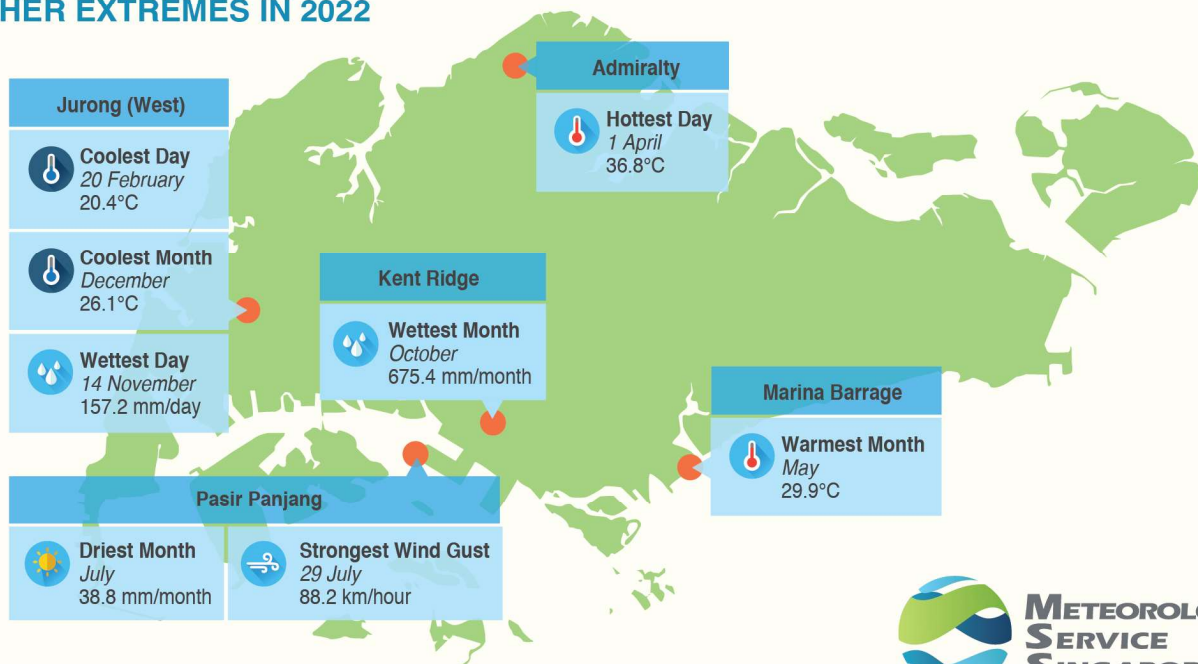 HER EXTREMES IN 2022
Jurong (West)
Coolest Day
20 February
20.4°C
Coolest Month
December
26.1°C
Wettest Day
14 November
157.2 mm/day
Admiralty
Hottest Day
1 April
36.8°C
Kent Ridge
Wettest Month
October
675.4 mm/month
Marina Barrage
Warmest Month
May
29.9°C
Pasir Panjang
Driest Month
July
38.8 mm/month
Strongest Wind Gust
29 July
88.2 km/hour
METEOROLO
SERVICE
SINGAPOR